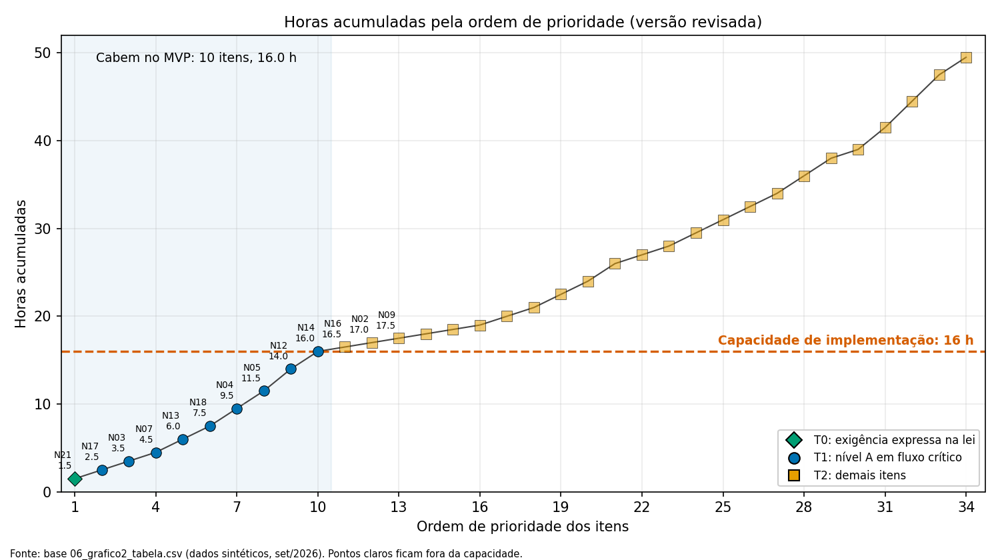 Horas acumuladas pela ordem de prioridade (versão revisada)
Cabem no MVP: 10 itens, 16.0 h
Horas acumuladas
50
40
30
20
10
0
N21
1.5
N17
2.5
N03
3.5
N07
4.5
N13
6.0
N18
7.5
N04
9.5
N05
11.5
N12
14.0
N14
16.0
N16
16.5
N02
17.0
N09
17.5
Capacidade de implementação: 16 h
T0: exigência expressa na lei
T1: nível A em fluxo crítico
T2: demais itens
1 4 7 10 13 16 19 22 25 28 31 34
Ordem de prioridade dos itens
Fonte: base 06_grafico2_tabela.csv (dados sintéticos, set/2026). Pontos claros ficam fora da capacidade.